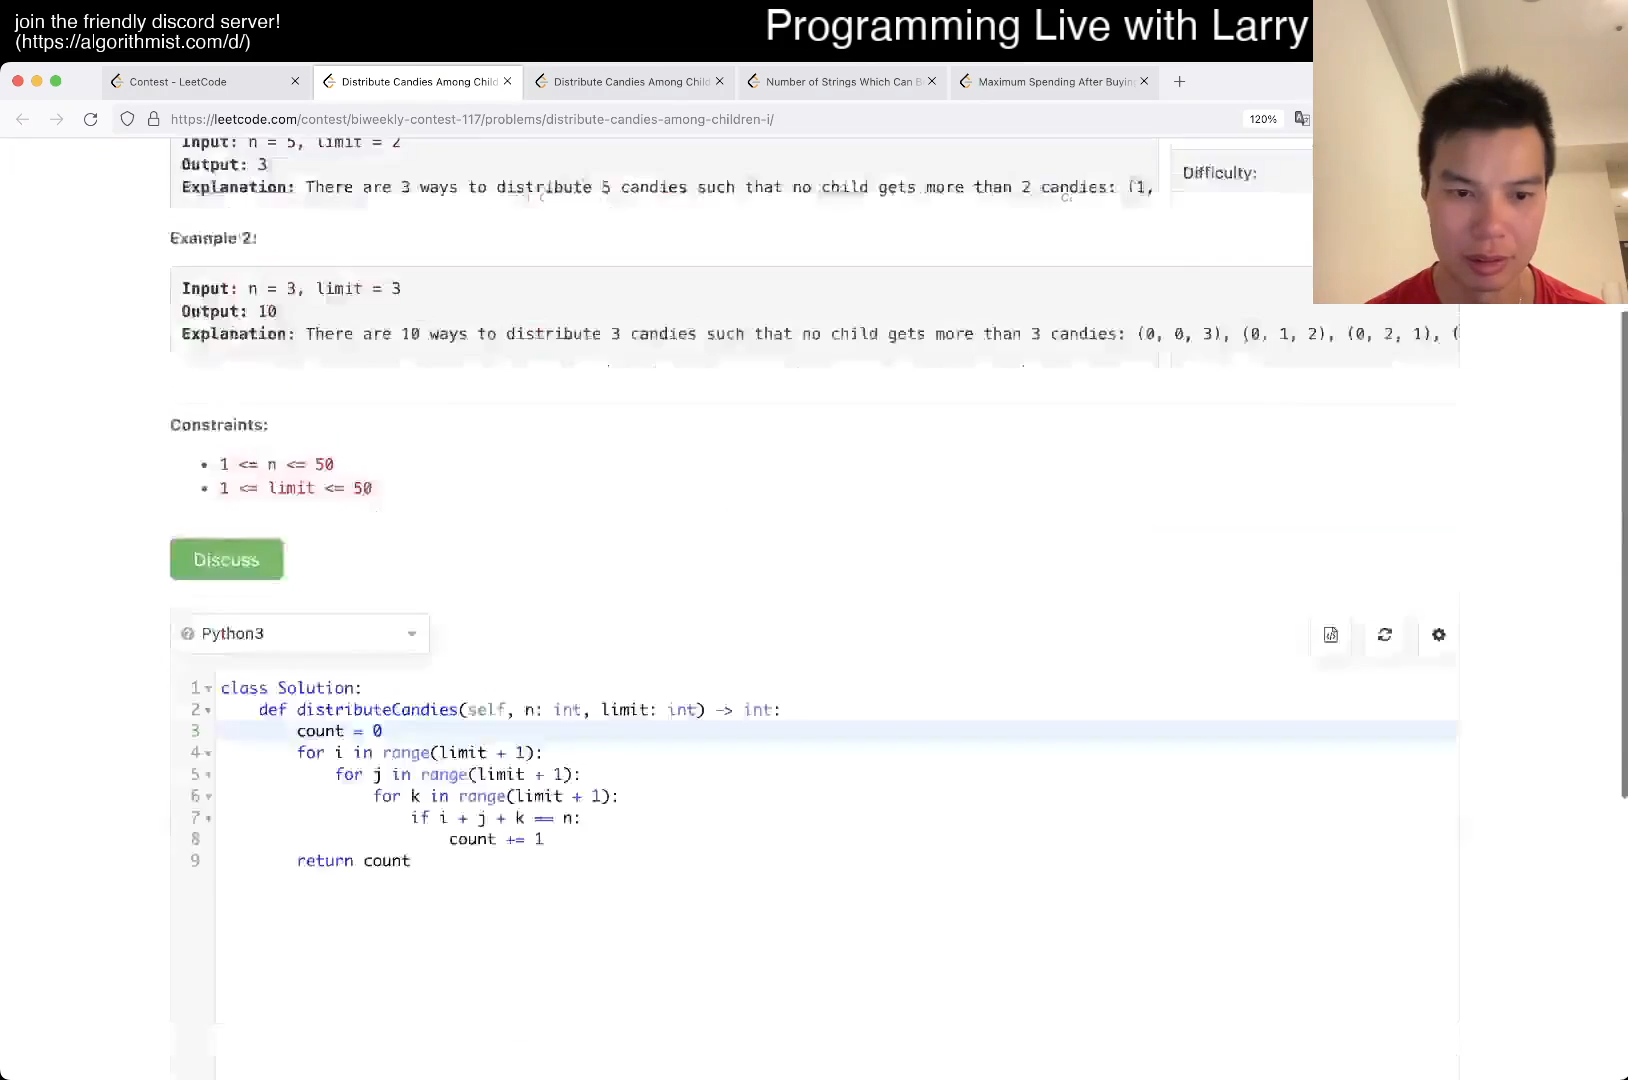 join the friendly discord server!
(https://algorithmist.com/d/)
Programming Live with Larry
Contest - LeetCode
Distribute Candies Among Child
Distribute Candies Among Child
Number of Strings Which Can B
Maximum Spending After Buyin
https://leetcode.com/contest/biweekly-contest-117/problems/distribute-candies-among-children-i/
120%
Input: n = 5, limit = 2
Output: 3
Explanation: There are 3 ways to distribute 5 candies such that no child gets more than 2 candies: (1,
Difficulty:
Example 2:
Input: n = 3, limit = 3
Output: 10
Explanation: There are 10 ways to distribute 3 candies such that no child gets more than 3 candies: (0, 0, 3), (0, 1, 2), (0, 2, 1), (
Constraints:
• 1 <= n <= 50
• 1 <= limit <= 50
Discuss
Python3
1 class Solution:
2 def distributeCandies(self, n: int, limit: int) -> int:
3 count = 0
4 for i in range(limit + 1):
5 for j in range(limit + 1):
6 for k in range(limit + 1):
7 if i + j + k == n:
8 count += 1
9 return count